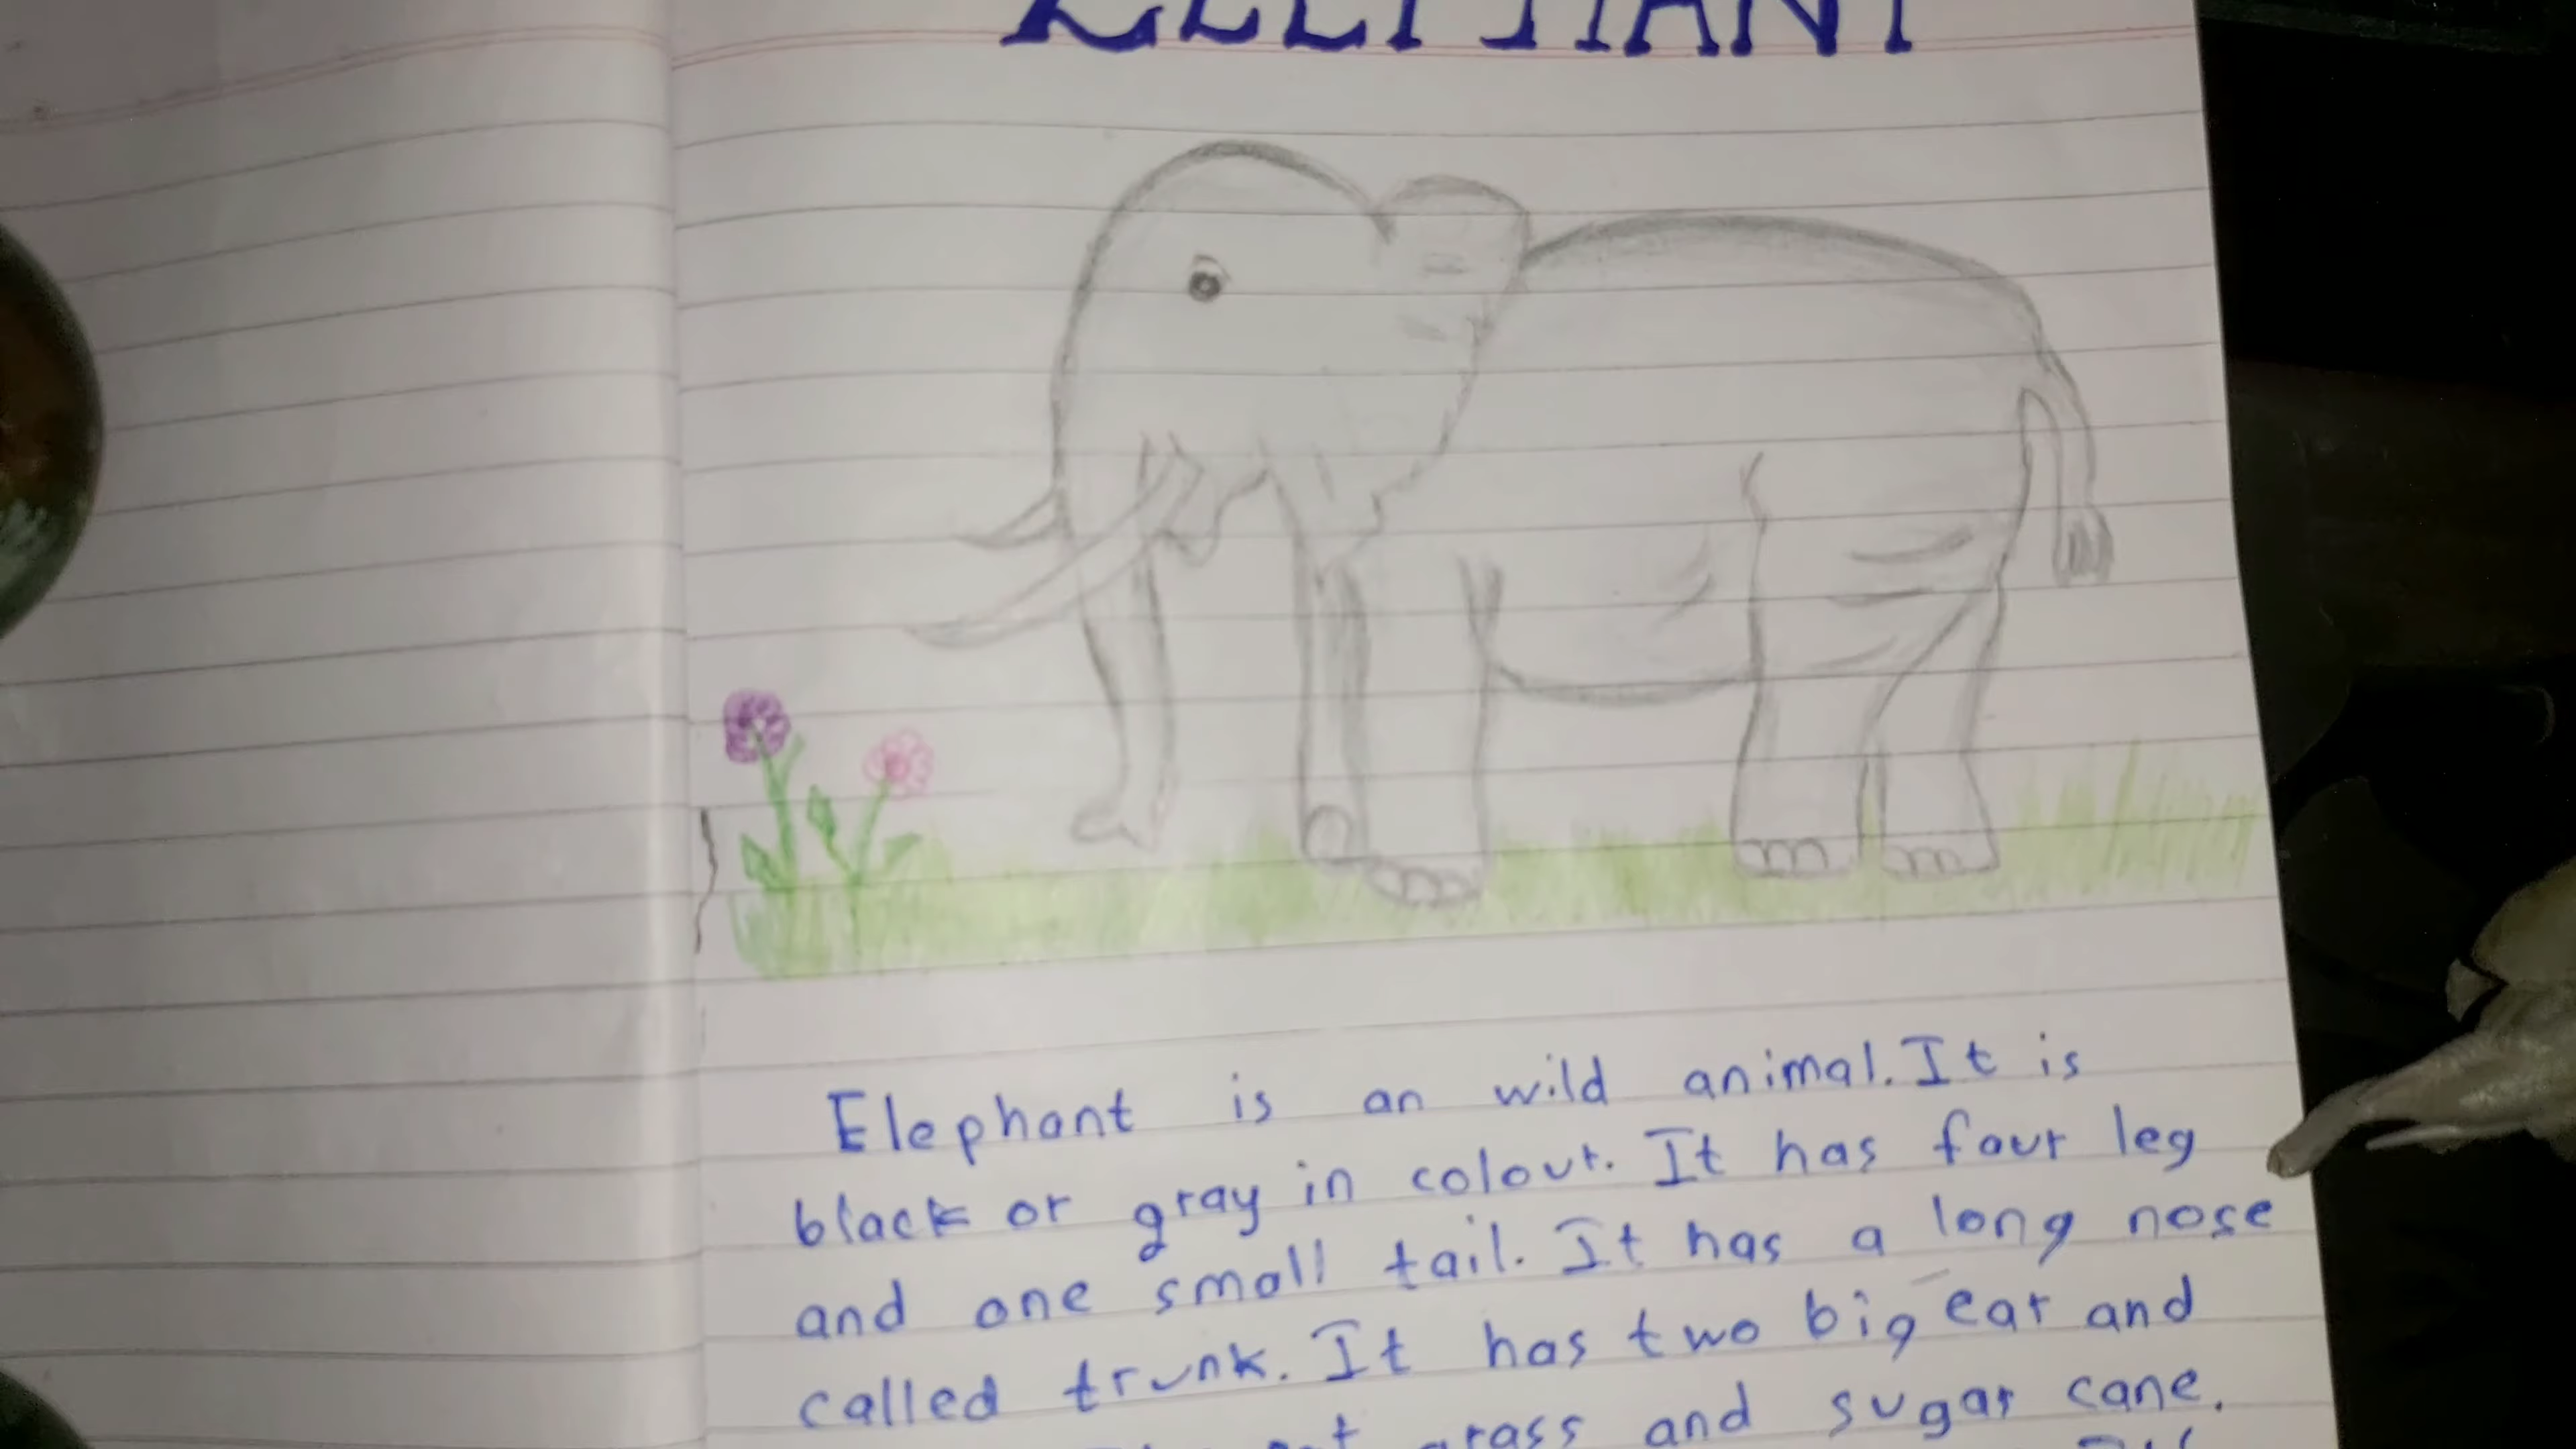 ELEPHANT
Elephant is an wild animal. It is
black or gray in colour. It has four leg
and one small tail. It has a long nose
called trunk. It has two big ear and
grass and sugar cane.